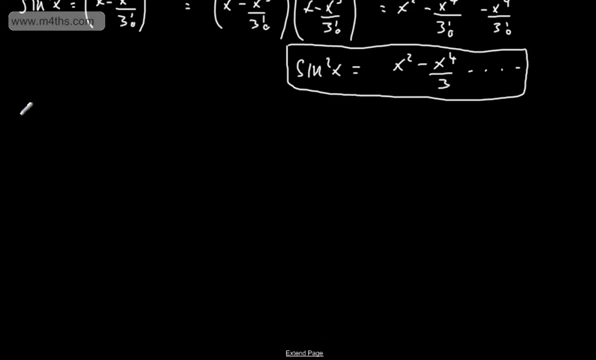 sin²x = (x - x³/3!)² = (x - x³/3!)(x - x³/3!) = x² - x⁴/3! - x⁴/3!
www.m4ths.com
sin²x = x² - x⁴/3 ....
Extend Page